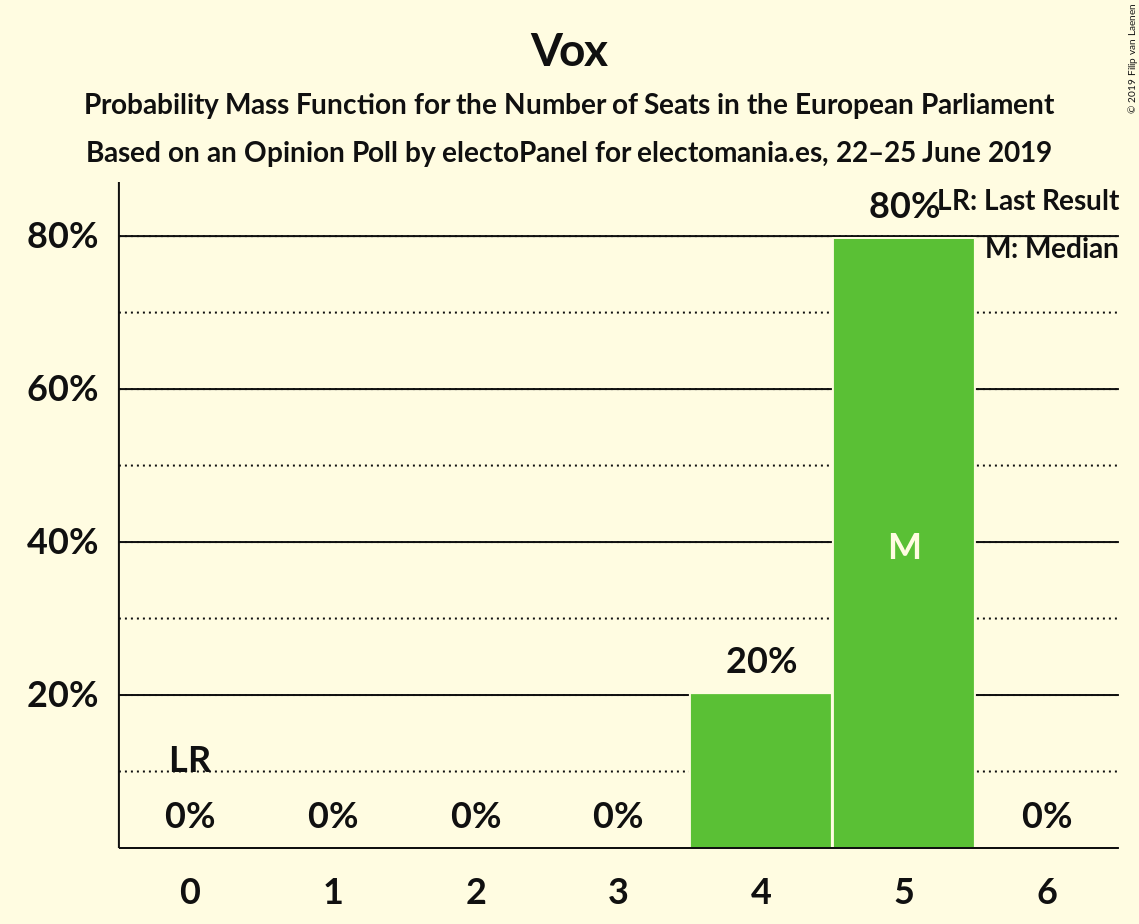 Vox
Probability Mass Function for the Number of Seats in the European Parliament
Based on an Opinion Poll by electoPanel for electomania.es, 22–25 June 2019
© 2019 Filip van Laenen
LR: Last Result
M: Median
80%
80%
60%
40%
20%
M
20%
LR
0%
0%
0%
0%
0%
0 1 2 3 4 5 6